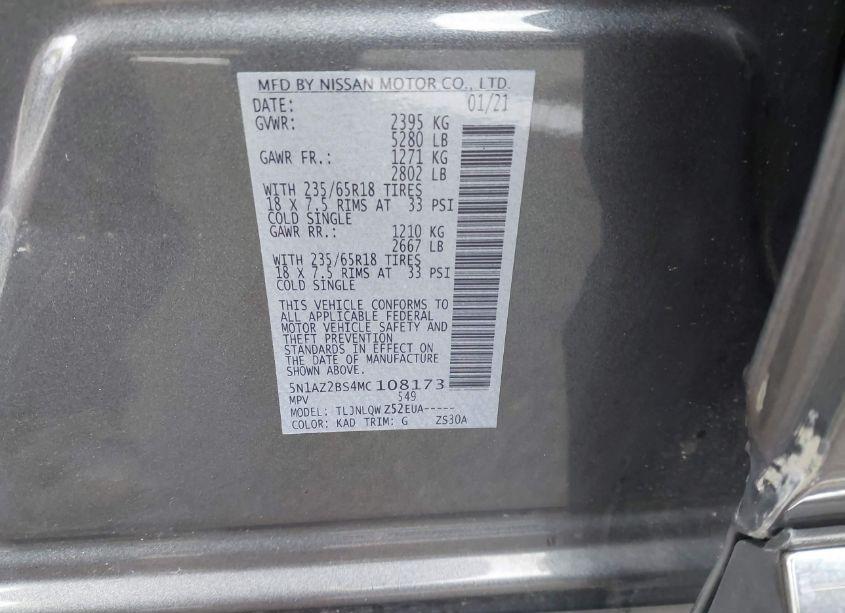 MFD BY NISSAN MOTOR CO., LTD.
DATE: 01/21
GVWR: 2395 KG
5280 LB
GAWR FR.: 1271 KG
2802 LB
WITH 235/65R18 TIRES
18 X 7.5 RIMS AT 33 PSI
COLD SINGLE
GAWR RR.: 1210 KG
2667 LB
WITH 235/65R18 TIRES
18 X 7.5 RIMS AT 33 PSI
COLD SINGLE
THIS VEHICLE CONFORMS TO
ALL APPLICABLE FEDERAL
MOTOR VEHICLE SAFETY AND
THEFT PREVENTION
STANDARDS IN EFFECT ON
THE DATE OF MANUFACTURE
SHOWN ABOVE.
5N1AZ2BS4MC108173
MPV 549
MODEL: TLJNLQW Z52EUA-----
COLOR: KAD TRIM: G ZS30A